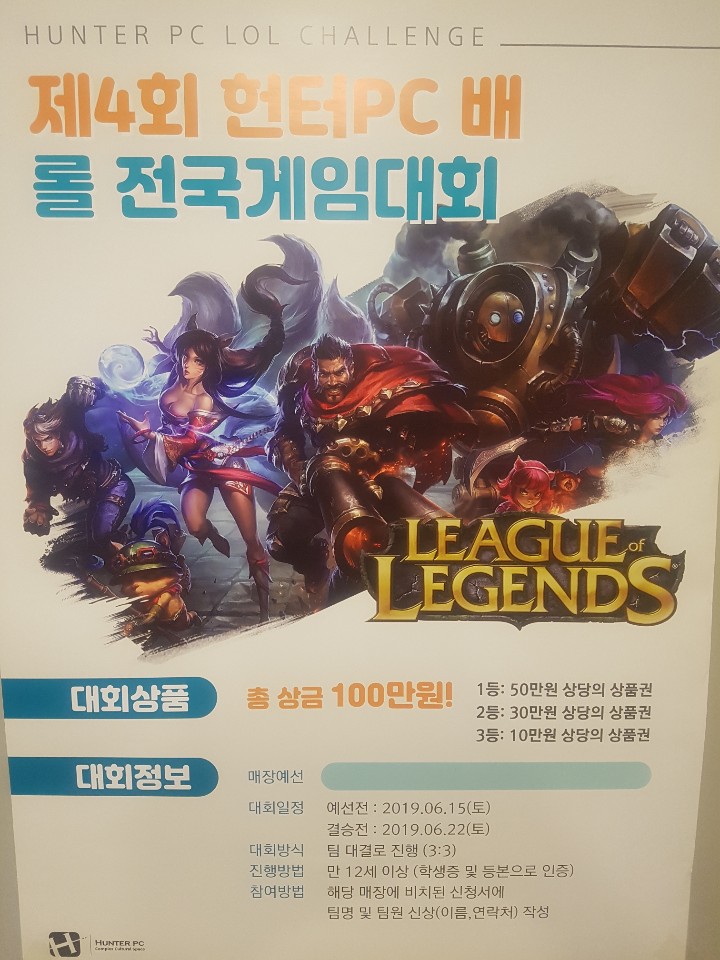 HUNTER PC LOL CHALLENGE
제4회 헌터PC 배
롤 전국게임대회
LEAGUE of
LEGENDS
대회상품
총 상금 100만원!
1등: 50만원 상당의 상품권
2등: 30만원 상당의 상품권
3등: 10만원 상당의 상품권
대회정보
매장예선
대회일정 예선전 : 2019.06.15(토)
결승전 : 2019.06.22(토)
대회방식 팀 대결로 진행 (3:3)
진행방법 만 12세 이상 (학생증 및 등본으로 인증)
참여방법 해당 매장에 비치된 신청서에
팀명 및 팀원 신상(이름,연락처) 작성
HUNTER PC
Complex Cultural space